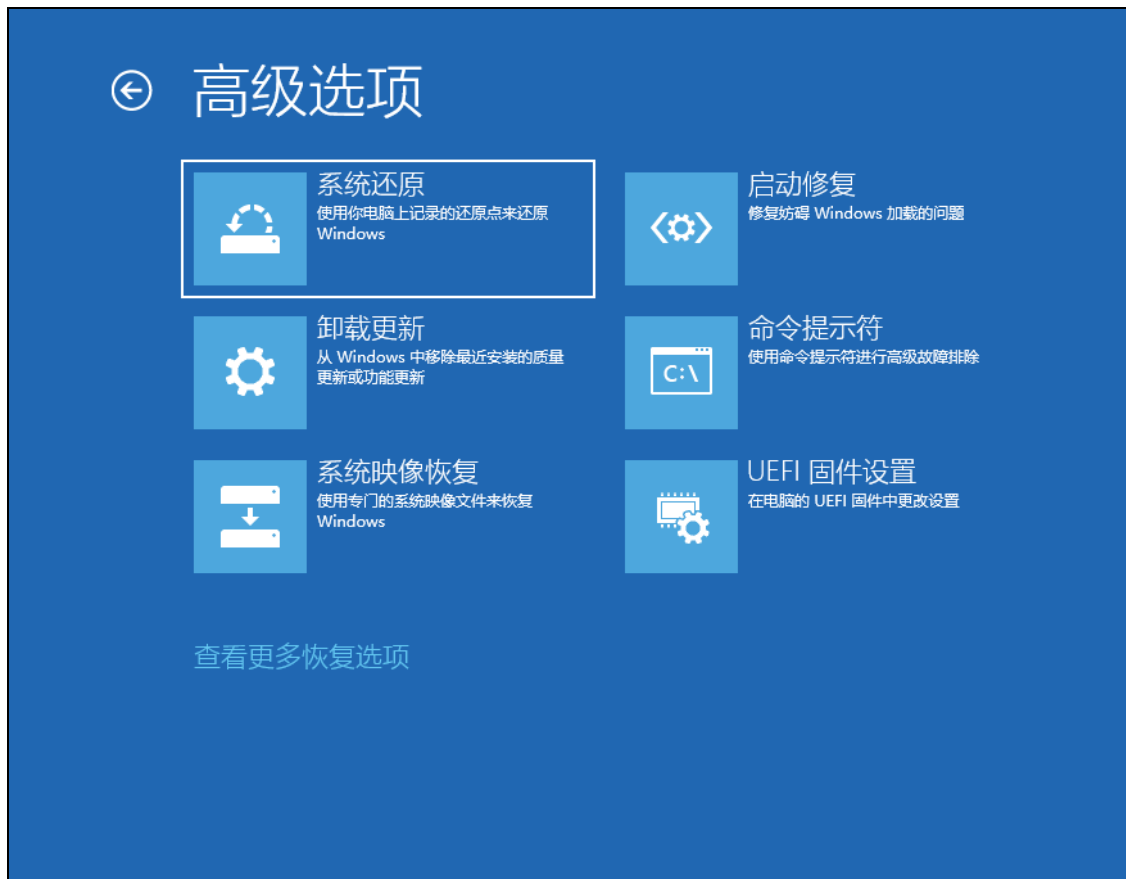 高级选项
系统还原
使用你电脑上记录的还原点来还原
Windows
启动修复
修复妨碍 Windows 加载的问题
卸载更新
从 Windows 中移除最近安装的质量
更新或功能更新
命令提示符
使用命令提示符进行高级故障排除
C:\
系统映像恢复
使用专门的系统映像文件来恢复
Windows
UEFI 固件设置
在电脑的 UEFI 固件中更改设置
查看更多恢复选项